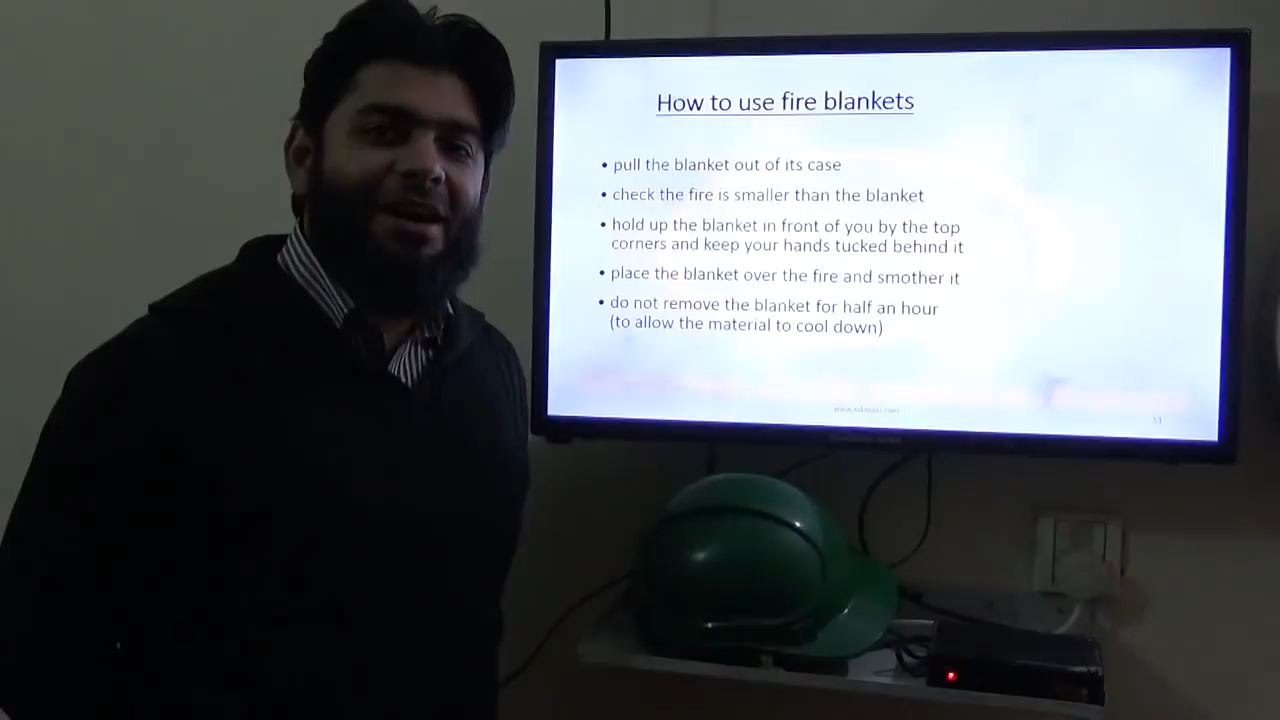 How to use fire blankets
• pull the blanket out of its case
• check the fire is smaller than the blanket
• hold up the blanket in front of you by the top
corners and keep your hands tucked behind it
• place the blanket over the fire and smother it
• do not remove the blanket for half an hour
(to allow the material to cool down)
51